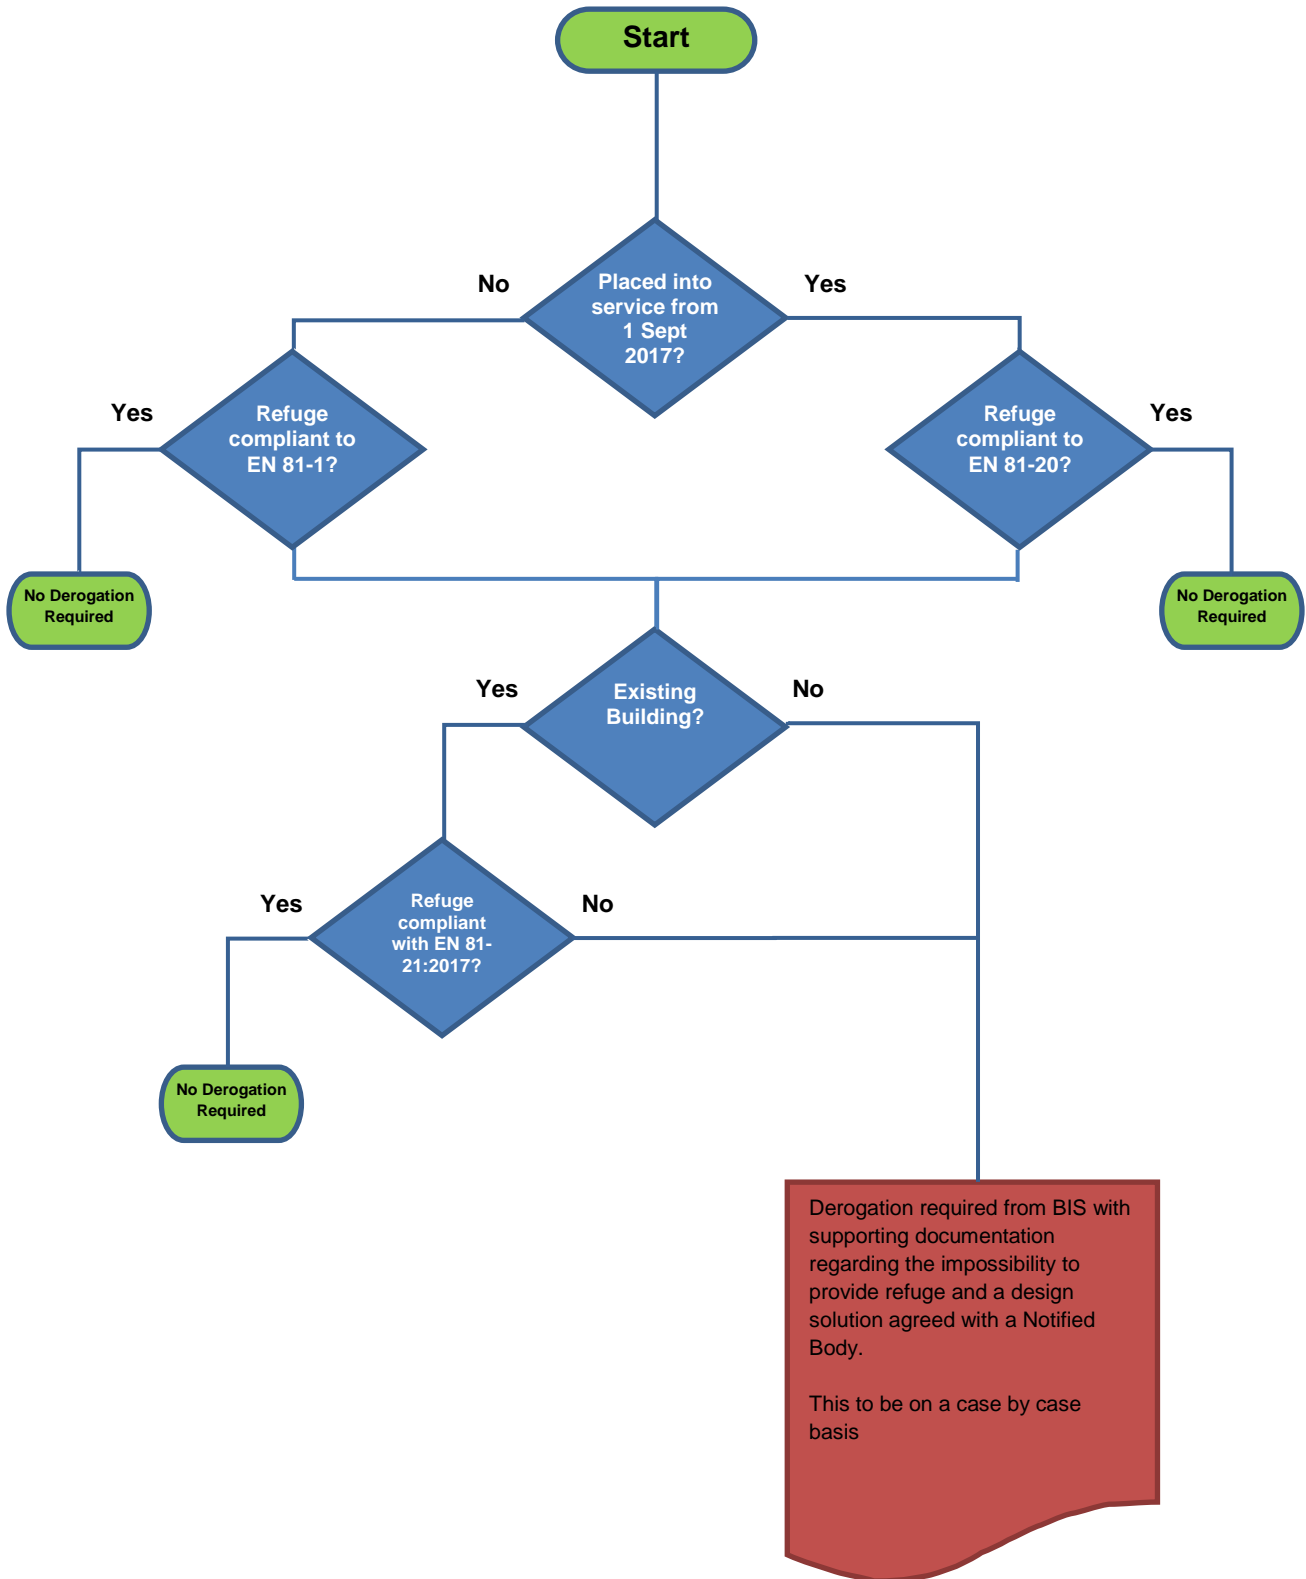 Start
No
Placed into
service from
1 Sept
2017?
Yes
Yes
Refuge
compliant to
EN 81-1?
Refuge
compliant to
EN 81-20?
Yes
No Derogation
Required
No Derogation
Required
Yes
Existing
Building?
No
Yes
Refuge
compliant
with EN 81-
21:2017?
No
No Derogation
Required
Derogation required from BIS with
supporting documentation
regarding the impossibility to
provide refuge and a design
solution agreed with a Notified
Body.
This to be on a case by case
basis